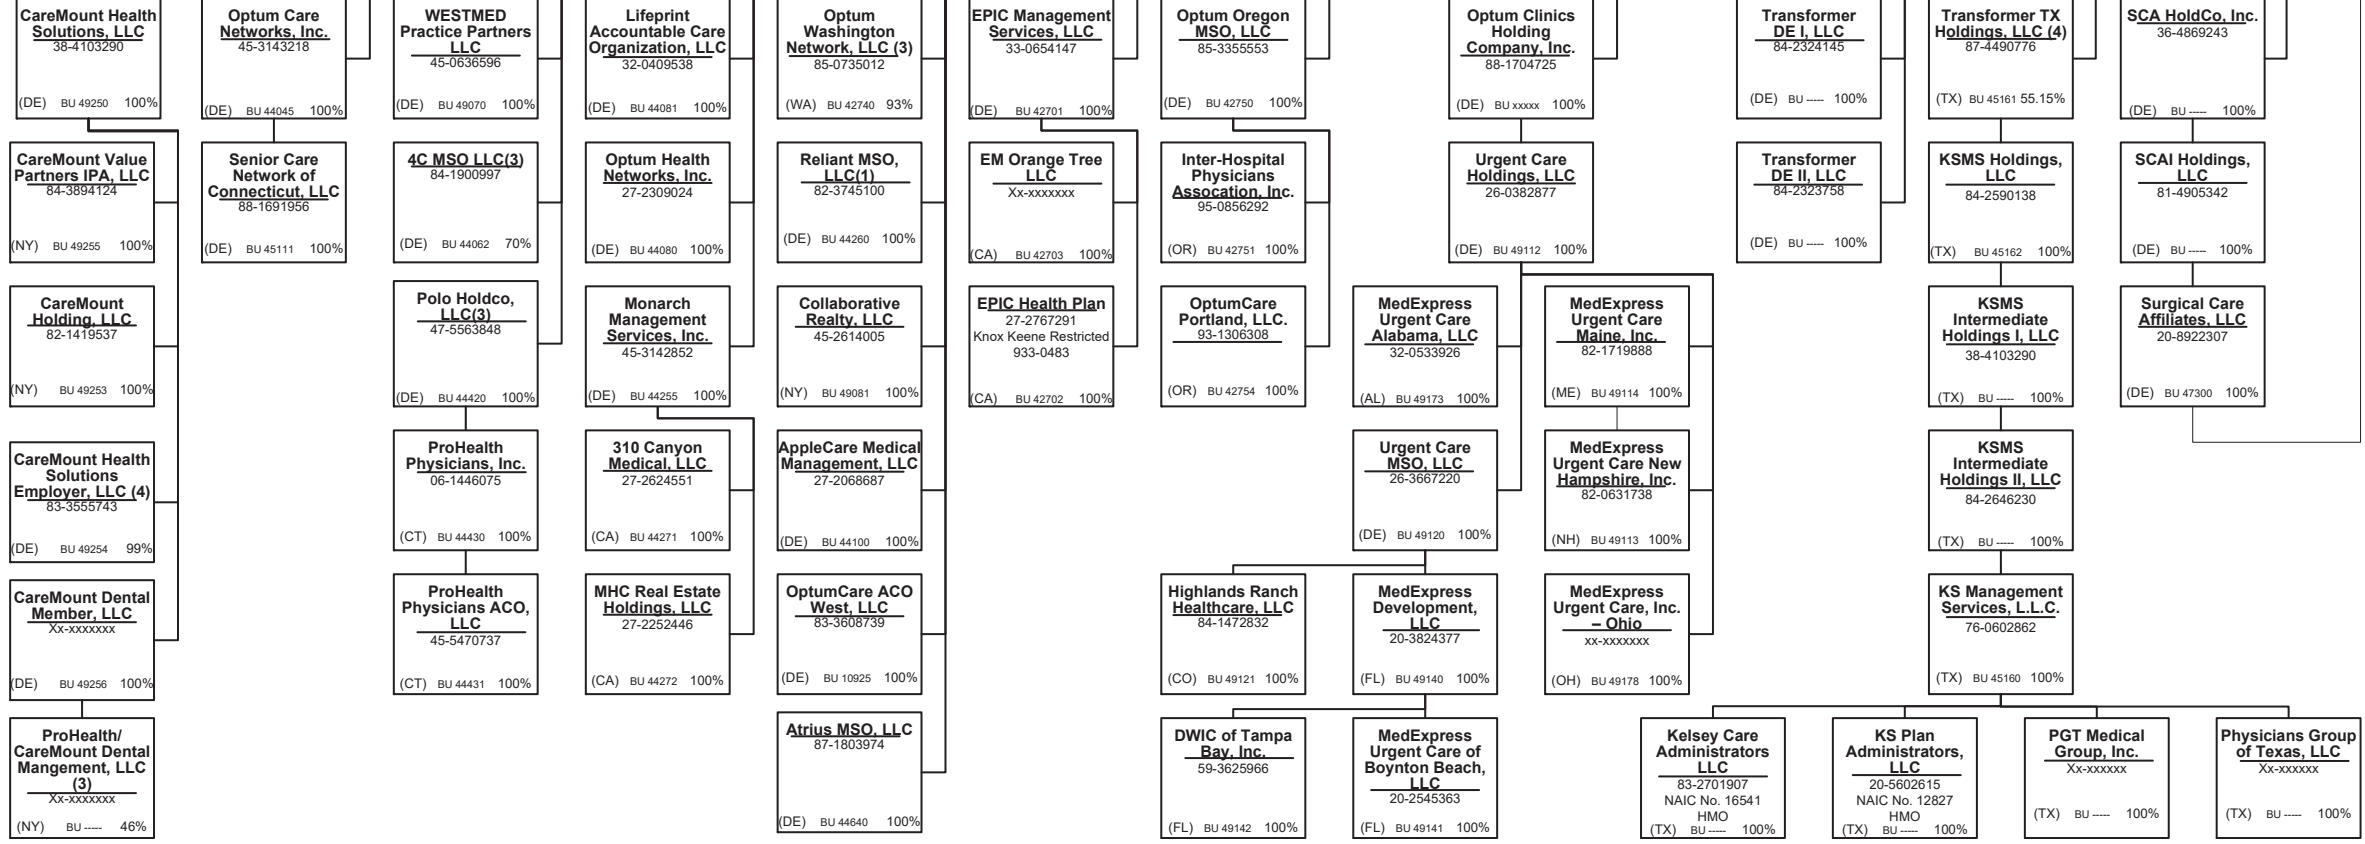 CareMount Health
Solutions, LLC
38-4103290
(DE) BU 49250 100%
Optum Care
Networks, Inc.
45-3143218
(DE) BU 44045 100%
WESTMED
Practice Partners
LLC
45-0636596
(DE) BU 49070 100%
Lifeprint
Accountable Care
Organization, LLC
32-0409538
(DE) BU 44081 100%
Optum
Washington
Network, LLC (3)
85-0735012
(WA) BU 42740 93%
EPIC Management
Services, LLC
33-0654147
(DE) BU 42701 100%
Optum Oregon
MSO, LLC
85-3355553
(DE) BU 42750 100%
Optum Clinics
Holding
Company, Inc.
88-1704725
(DE) BU xxxxx 100%
Transformer
DE I, LLC
84-2324145
(DE) BU ----- 100%
Transformer TX
Holdings, LLC (4)
87-4490776
(TX) BU 45161 55.15%
SCA HoldCo, Inc.
36-4869243
(DE) BU ----- 100%
CareMount Value
Partners IPA, LLC
84-3894124
(NY) BU 49255 100%
Senior Care
Network of
Connecticut, LLC
88-1691956
(DE) BU 45111 100%
4C MSO LLC(3)
84-1900997
(DE) BU 44062 70%
Optum Health
Networks, Inc.
27-2309024
(DE) BU 44080 100%
Reliant MSO,
LLC(1)
82-3745100
(DE) BU 44260 100%
EM Orange Tree
LLC
Xx-xxxxxxx
(CA) BU 42703 100%
Inter-Hospital
Physicians
Assocation, Inc.
95-0856292
(OR) BU 42751 100%
Urgent Care
Holdings, LLC
26-0382877
(DE) BU 49112 100%
Transformer
DE II, LLC
84-2323758
(DE) BU ----- 100%
KSMS Holdings,
LLC
84-2590138
(TX) BU 45162 100%
SCAI Holdings,
LLC
81-4905342
(DE) BU ----- 100%
CareMount
Holding, LLC
82-1419537
(NY) BU 49253 100%
Polo Holdco,
LLC(3)
47-5563848
(DE) BU 44420 100%
Monarch
Management
Services, Inc.
45-3142852
(DE) BU 44255 100%
Collaborative
Realty, LLC
45-2614005
(NY) BU 49081 100%
EPIC Health Plan
27-2767291
Knox Keene Restricted
933-0483
(CA) BU 42702 100%
OptumCare
Portland, LLC.
93-1306308
(OR) BU 42754 100%
MedExpress
Urgent Care
Alabama, LLC
32-0533926
(AL) BU 49173 100%
MedExpress
Urgent Care
Maine, Inc.
82-1719888
(ME) BU 49114 100%
KSMS
Intermediate
Holdings I, LLC
38-4103290
(TX) BU ----- 100%
Surgical Care
Affiliates, LLC
20-8922307
(DE) BU 47300 100%
CareMount Health
Solutions
Employer, LLC (4)
83-3555743
(DE) BU 49254 99%
ProHealth
Physicians, Inc.
06-1446075
(CT) BU 44430 100%
310 Canyon
Medical, LLC
27-2624551
(CA) BU 44271 100%
AppleCare Medical
Management, LLC
27-2068687
(DE) BU 44100 100%
Urgent Care
MSO, LLC
26-3667220
(DE) BU 49120 100%
MedExpress
Urgent Care New
Hampshire, Inc.
82-0631738
(NH) BU 49113 100%
KSMS
Intermediate
Holdings II, LLC
84-2646230
(TX) BU ----- 100%
CareMount Dental
Member, LLC
Xx-xxxxxxx
(DE) BU 49256 100%
ProHealth
Physicians ACO,
LLC
45-5470737
(CT) BU 44431 100%
MHC Real Estate
Holdings, LLC
27-2252446
(CA) BU 44272 100%
OptumCare ACO
West, LLC
83-3608739
(DE) BU 10925 100%
Highlands Ranch
Healthcare, LLC
84-1472832
(CO) BU 49121 100%
MedExpress
Development,
LLC
20-3824377
(FL) BU 49140 100%
MedExpress
Urgent Care, Inc.
– Ohio
xx-xxxxxxx
(OH) BU 49178 100%
KS Management
Services, L.L.C.
76-0602862
(TX) BU 45160 100%
ProHealth/
CareMount Dental
Mangement, LLC
(3)
Xx-xxxxxxx
(NY) BU ----- 46%
Atrius MSO, LLC
87-1803974
(DE) BU 44640 100%
DWIC of Tampa
Bay, Inc.
59-3625966
(FL) BU 49142 100%
MedExpress
Urgent Care of
Boynton Beach,
LLC
20-2545363
(FL) BU 49141 100%
Kelsey Care
Administrators
LLC
83-2701907
NAIC No. 16541
HMO
(TX) BU ----- 100%
KS Plan
Administrators,
LLC
20-5602615
NAIC No. 12827
HMO
(TX) BU ----- 100%
PGT Medical
Group, Inc.
Xx-xxxxxx
(TX) BU ----- 100%
Physicians Group
of Texas, LLC
Xx-xxxxxx
(TX) BU ----- 100%